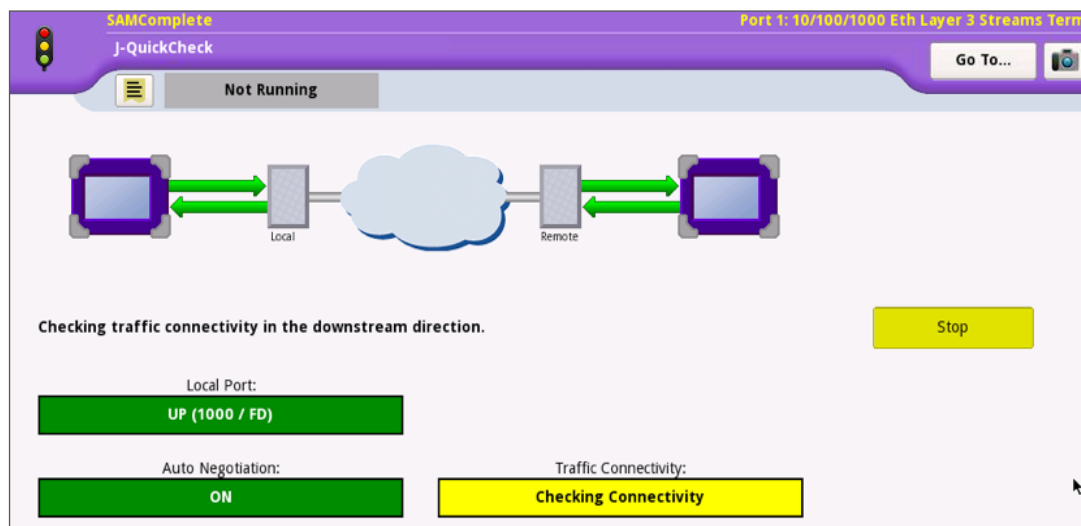 SAMComplete
Port 1: 10/100/1000 Eth Layer 3 Streams Term
J-QuickCheck
Go To...
Not Running
Local
Remote
Checking traffic connectivity in the downstream direction.
Stop
Local Port:
UP (1000 / FD)
Auto Negotiation:
Traffic Connectivity:
ON
Checking Connectivity